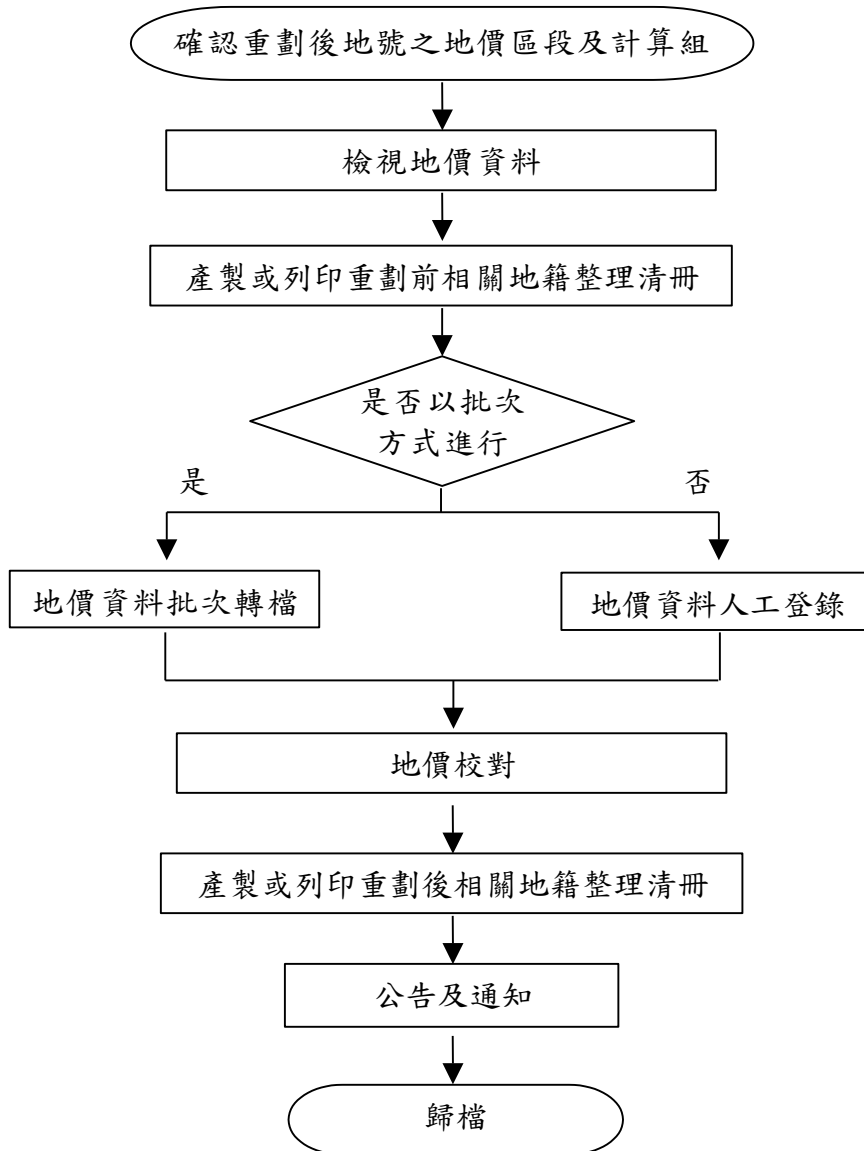 確認重劃後地號之地價區段及計算組
檢視地價資料
產製或列印重劃前相關地籍整理清冊
是否以批次
方式進行
是
否
地價資料批次轉檔
地價資料人工登錄
地價校對
產製或列印重劃後相關地籍整理清冊
公告及通知
歸檔